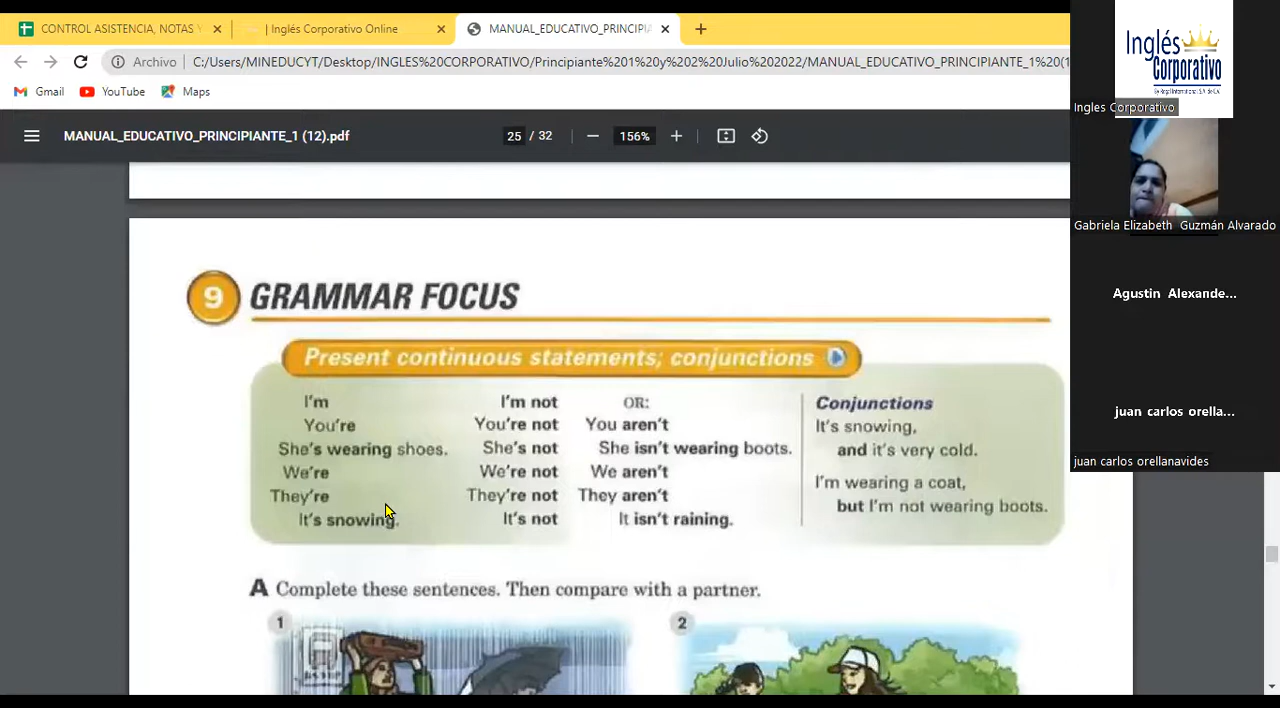 CONTROL ASISTENCIA, NOTAS Y
| Inglés Corporativo Online
MANUAL_EDUCATIVO_PRINCIPIA
Archivo
C:/Users/MINEDUCYT/Desktop/INGLES%20CORPORATIVO/Principiante%201%20y%202%20Julio%202022/MANUAL_EDUCATIVO_PRINCIPIANTE_1%20(1
Gmail YouTube Maps
MANUAL_EDUCATIVO_PRINCIPIANTE_1 (12).pdf
25 / 32
156%
9 GRAMMAR FOCUS
Present continuous statements; conjunctions
I'm I'm not OR:
You're You're not You aren't
She's wearing shoes. She's not She isn't wearing boots.
We're We're not We aren't
They're They're not They aren't
It's snowing. It's not It isn't raining.
Conjunctions
It's snowing,
and it's very cold.
I'm wearing a coat,
but I'm not wearing boots.
A Complete these sentences. Then compare with a partner.
1
2
Inglés
Corporativo
Ingles Corporativo
Gabriela Elizabeth Guzmán Alvarado
Agustin Alexande...
juan carlos orella...
juan carlos orellanavides